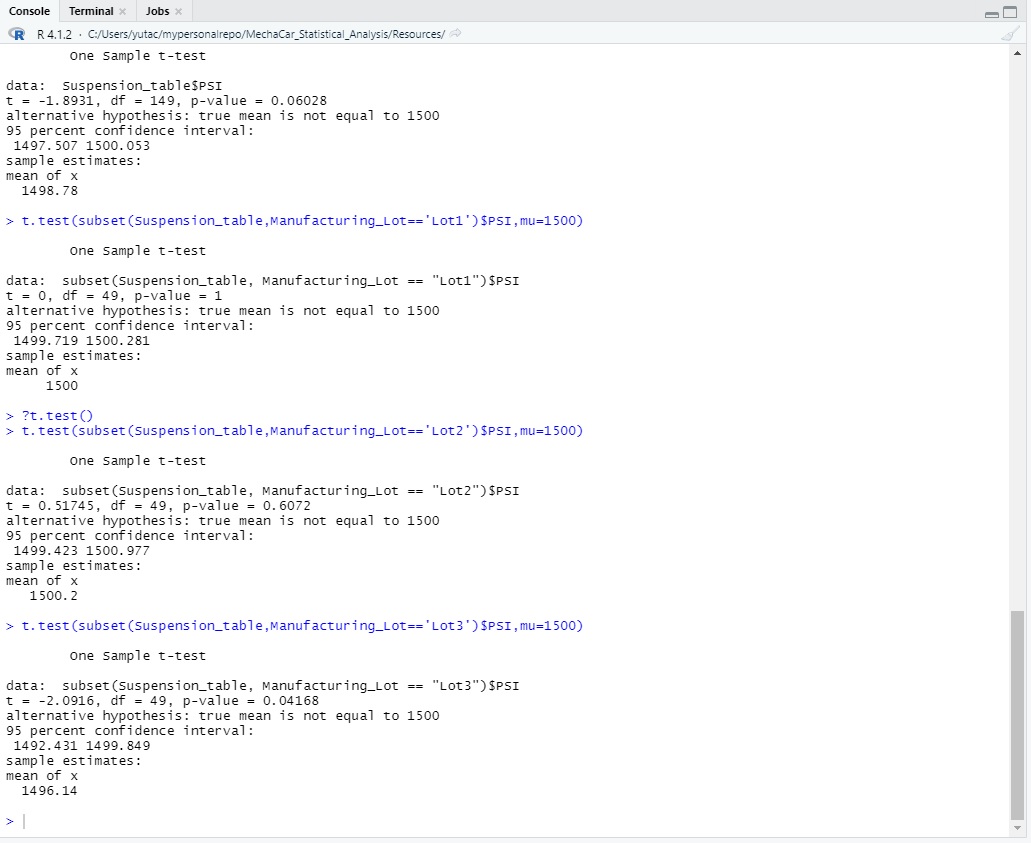 Console Terminal Jobs
R 4.1.2 · C:/Users/yutac/mypersonalrepo/MechaCar_Statistical_Analysis/Resources/
One Sample t-test
data: Suspension_table$PSI
t = -1.8931, df = 149, p-value = 0.06028
alternative hypothesis: true mean is not equal to 1500
95 percent confidence interval:
1497.507 1500.053
sample estimates:
mean of x
1498.78
> t.test(subset(Suspension_table,Manufacturing_Lot=='Lot1')$PSI,mu=1500)
One Sample t-test
data: subset(Suspension_table, Manufacturing_Lot == "Lot1")$PSI
t = 0, df = 49, p-value = 1
alternative hypothesis: true mean is not equal to 1500
95 percent confidence interval:
1499.719 1500.281
sample estimates:
mean of x
1500
> ?t.test()
> t.test(subset(Suspension_table,Manufacturing_Lot=='Lot2')$PSI,mu=1500)
One Sample t-test
data: subset(Suspension_table, Manufacturing_Lot == "Lot2")$PSI
t = 0.51745, df = 49, p-value = 0.6072
alternative hypothesis: true mean is not equal to 1500
95 percent confidence interval:
1499.423 1500.977
sample estimates:
mean of x
1500.2
> t.test(subset(Suspension_table,Manufacturing_Lot=='Lot3')$PSI,mu=1500)
One Sample t-test
data: subset(Suspension_table, Manufacturing_Lot == "Lot3")$PSI
t = -2.0916, df = 49, p-value = 0.04168
alternative hypothesis: true mean is not equal to 1500
95 percent confidence interval:
1492.431 1499.849
sample estimates:
mean of x
1496.14
>